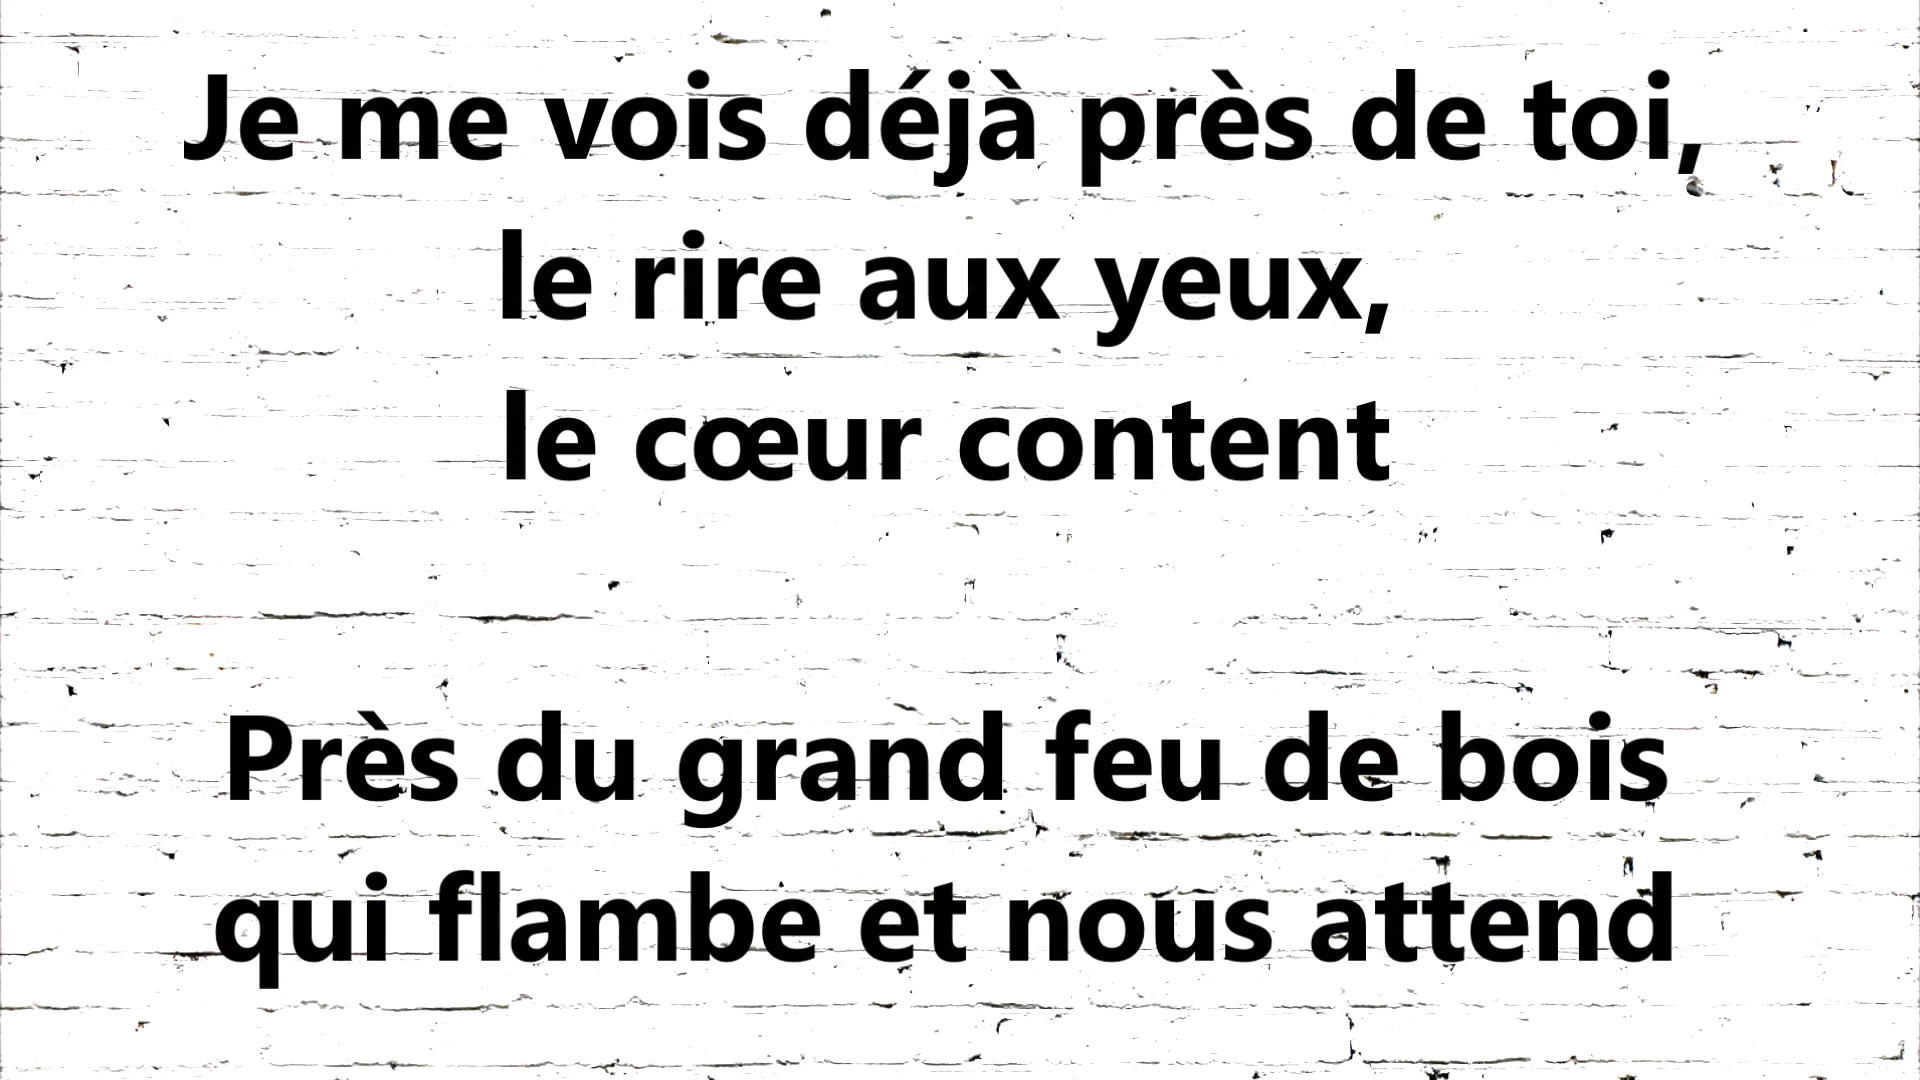 Je me vois déjà près de toi,
le rire aux yeux,
le cœur content
Près du grand feu de bois
qui flambe et nous attend